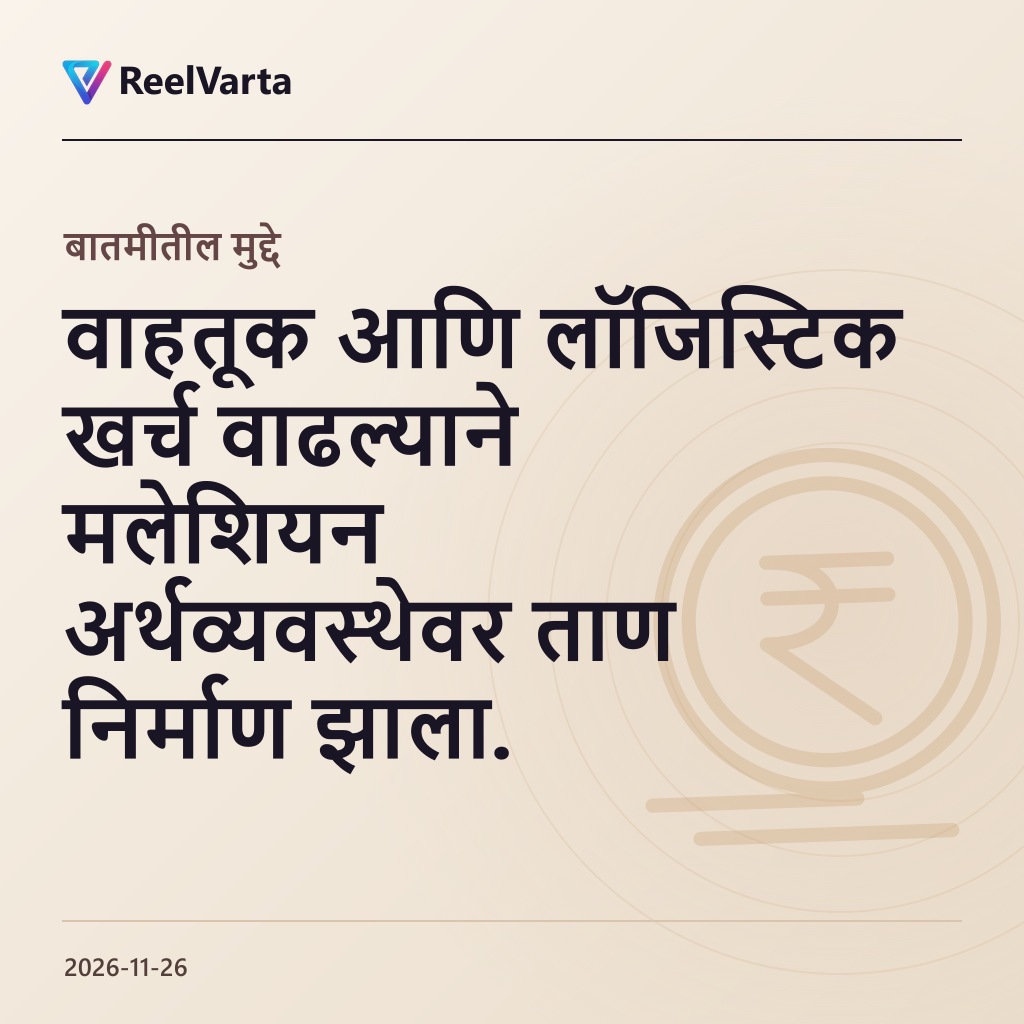 ReelVarta
बातमीतील मुद्दे
वाहतूक आणि लॉजिस्टिक
खर्च वाढल्याने
मलेशियन
अर्थव्यवस्थेवर ताण
निर्माण झाला.
2026-11-26